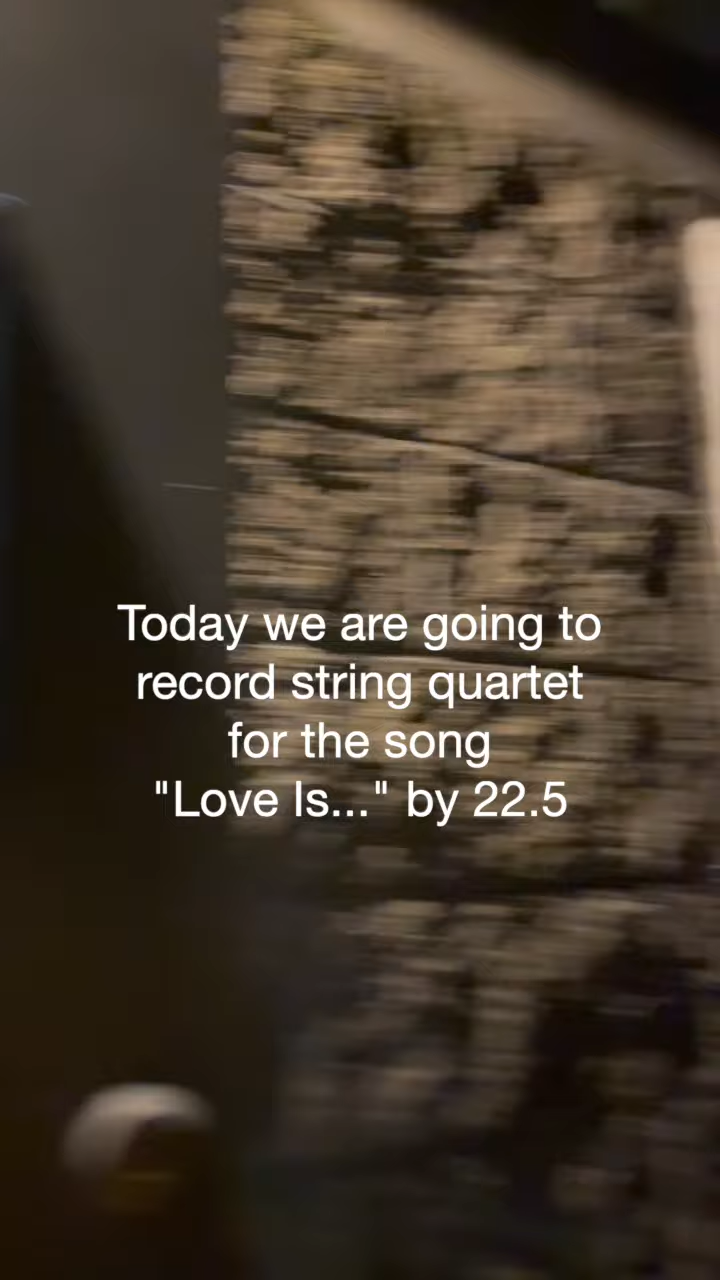 Today we are going to
record string quartet
for the song
"Love Is..." by 22.5